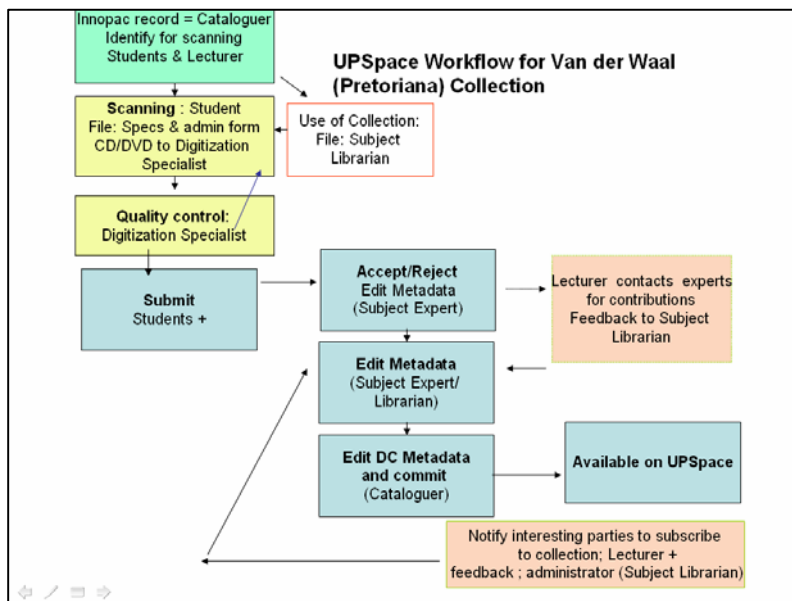 Innopac record = Cataloguer
Identify for scanning
Students & Lecturer
UPSpace Workflow for Van der Waal
(Pretoriana) Collection
Scanning : Student
File: Specs & admin form
CD/DVD to Digitization
Specialist
Use of Collection:
File: Subject
Librarian
Quality control:
Digitization Specialist
Submit
Students +
Accept/Reject
Edit Metadata
(Subject Expert)
Lecturer contacts experts
for contributions
Feedback to Subject
Librarian
Edit Metadata
(Subject Expert/
Librarian)
Edit DC Metadata
and commit
(Cataloguer)
Available on UPSpace
Notify interesting parties to subscribe
to collection; Lecturer +
feedback ; administrator (Subject Librarian)